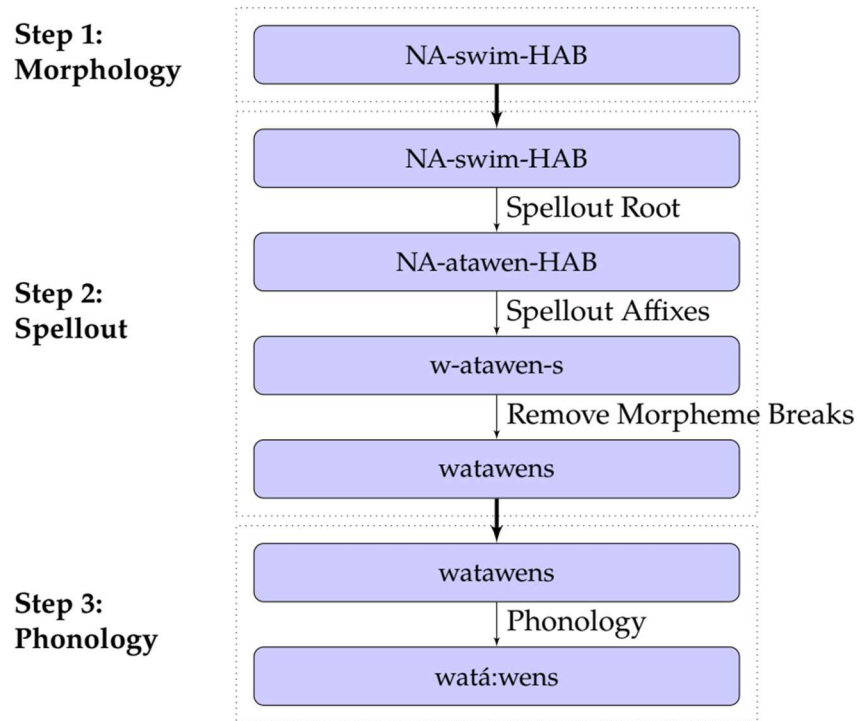 Step 1:
Morphology
NA-swim-HAB
Step 2:
Spellout
NA-swim-HAB
Spellout Root
NA-atawen-HAB
Spellout Affixes
w-atawen-s
Remove Morpheme Breaks
watawens
Step 3:
Phonology
watawens
Phonology
watá:wens